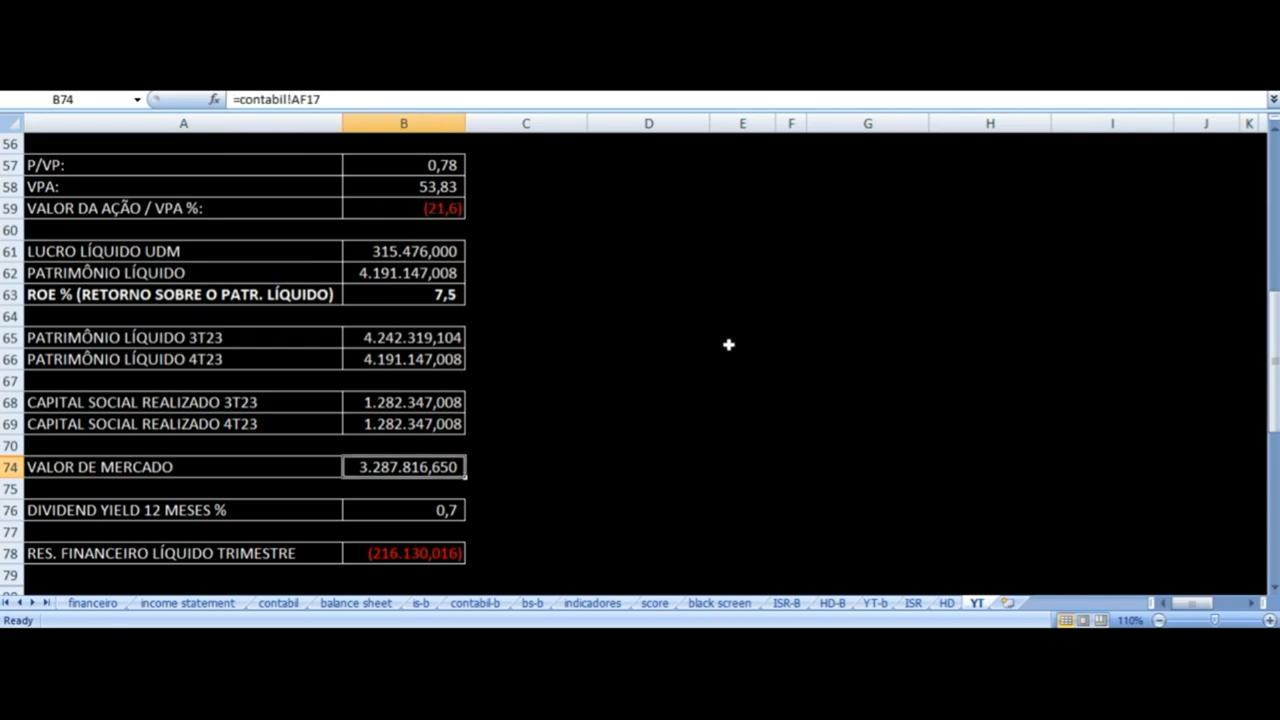 B74 fx =contabil!AF17
A B C D E F G H I J K
56
57 P/VP: 0,78
58 VPA: 53,83
59 VALOR DA AÇÃO / VPA %: (21,6)
60
61 LUCRO LÍQUIDO UDM 315.476,000
62 PATRIMÔNIO LÍQUIDO 4.191.147,008
63 ROE % (RETORNO SOBRE O PATR. LÍQUIDO) 7,5
64
65 PATRIMÔNIO LÍQUIDO 3T23 4.242.319,104
66 PATRIMÔNIO LÍQUIDO 4T23 4.191.147,008
67
68 CAPITAL SOCIAL REALIZADO 3T23 1.282.347,008
69 CAPITAL SOCIAL REALIZADO 4T23 1.282.347,008
70
74 VALOR DE MERCADO 3.287.816,650
75
76 DIVIDEND YIELD 12 MESES % 0,7
77
78 RES. FINANCEIRO LÍQUIDO TRIMESTRE (216.130,016)
79
financeiro income statement contabil balance sheet is-b contabil-b bs-b indicadores score black screen ISR-B HD-B YT-b ISR HD YT
Ready 110%